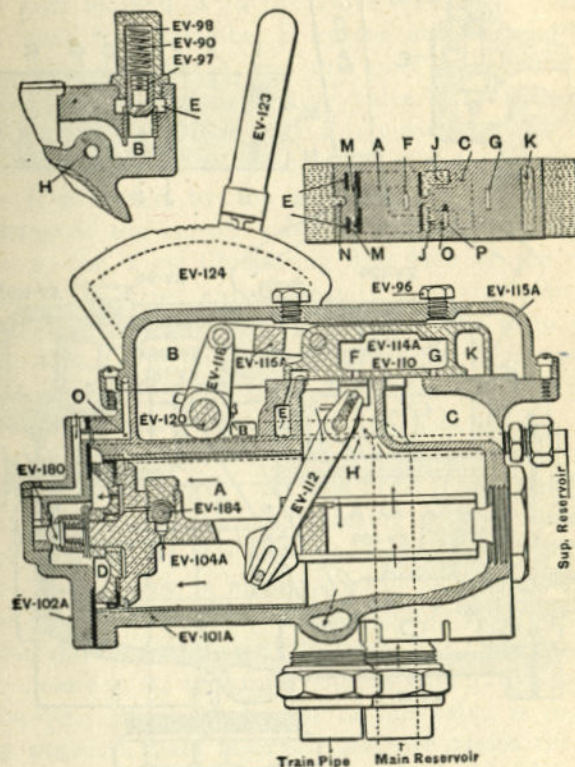 EV-98
EV-90
EV-97
E
B
H
EV-123
M A F J C G K
E
N M J O P
EV-124
EV-96
EV-115A
B
EV-116
EV-116A
F EV-114A G K
EV-110
O
EV-120
B
E
C
H
EV-180
A
EV-184
EV-112
D
EV-104A
EV-102A
EV-101A
Sup. Reservoir
Train Pipe Main Reservoir